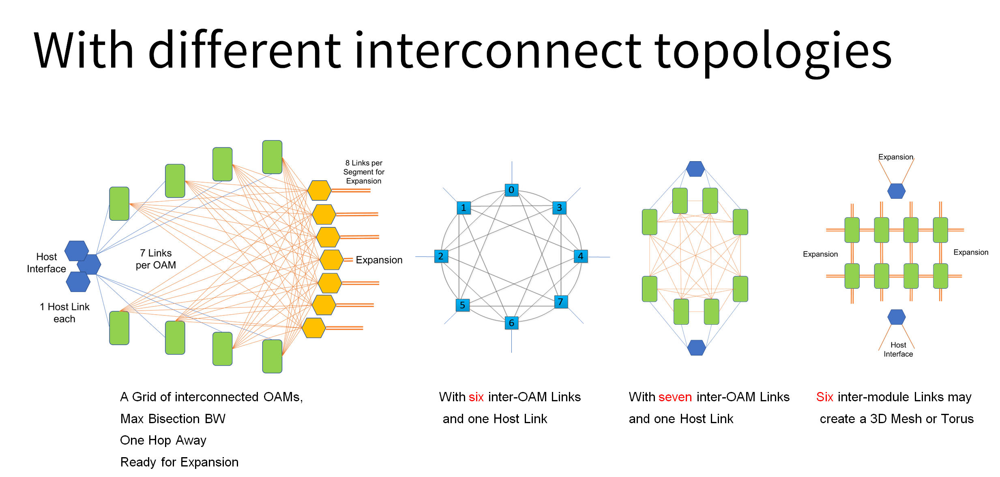 With different interconnect topologies
8 Links per
Segment for
Expansion
Host
Interface
7 Links
per OAM
Expansion
1 Host Link
each
0
1
3
2
4
5
7
6
Expansion
Expansion
Expansion
Host
Interface
A Grid of interconnected OAMs,
Max Bisection BW
One Hop Away
Ready for Expansion
With six inter-OAM Links
and one Host Link
With seven inter-OAM Links
and one Host Link
Six inter-module Links may
create a 3D Mesh or Torus